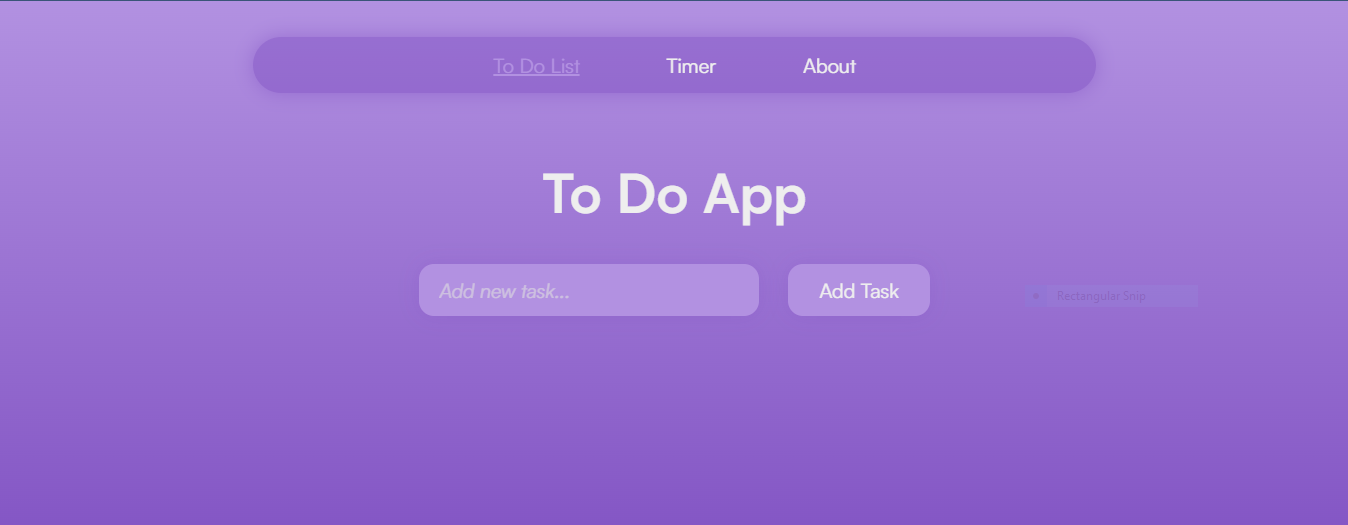 To Do List Timer About
To Do App
Add new task... Add Task
Rectangular Snip